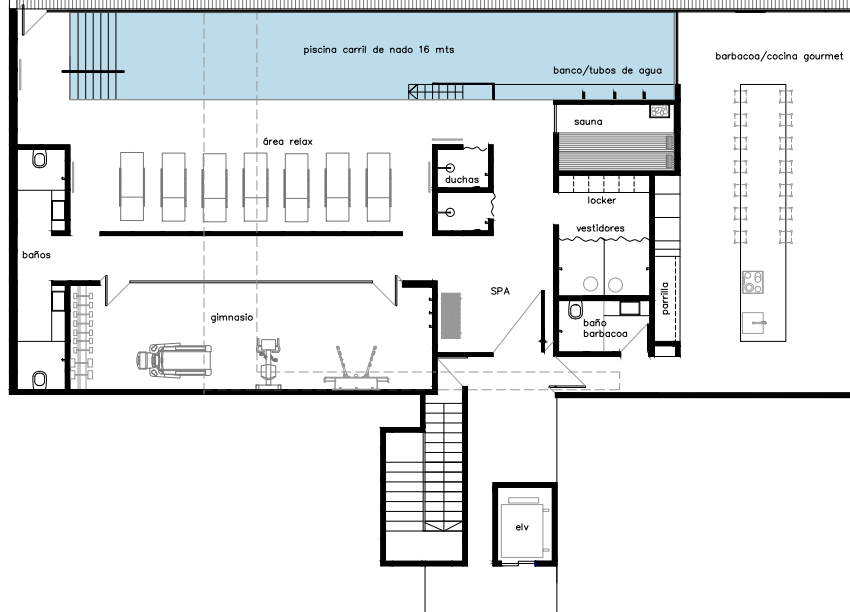 piscina carril de nado 16 mts
barbacoa/cocina gourmet
banco/tubos de agua
sauna
área relax
duchas
locker
vestidores
baños
SPA
parrilla
gimnasio
baño
barbacoa
elv